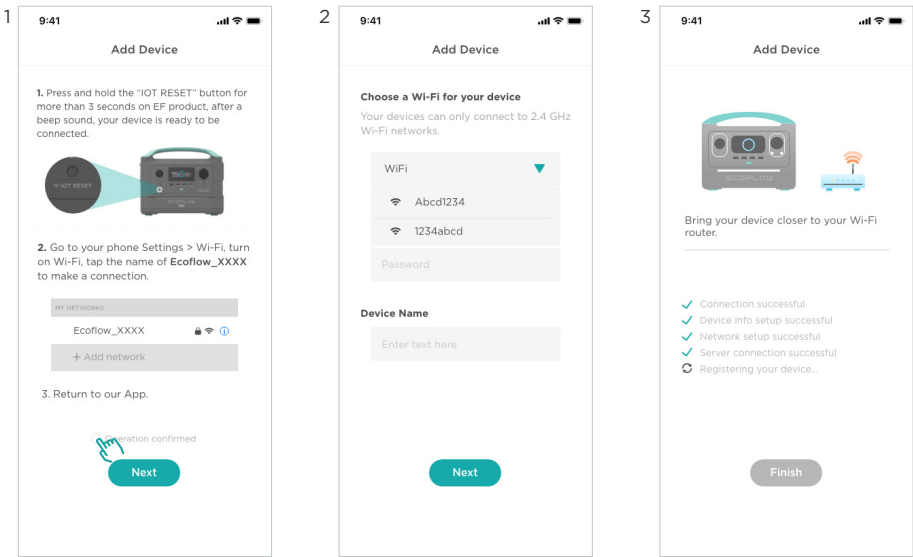 1
9:41
Add Device
1. Press and hold the “IOT RESET” button for
more than 3 seconds on EF product, after a
beep sound, your device is ready to be
connected.
IOT RESET
ECOFLOW
2. Go to your phone Settings > Wi-Fi, turn
on Wi-Fi, tap the name of Ecoflow_XXXX
to make a connection.
MY NETWORKS
Ecoflow_XXXX
+ Add network
3. Return to our App.
Operation confirmed
Next
2
9:41
Add Device
Choose a Wi-Fi for your device
Your devices can only connect to 2.4 GHz
Wi-Fi networks.
WiFi
Abcd1234
1234abcd
Password
Device Name
Enter text here
Next
3
9:41
Add Device
ECOFLOW
Bring your device closer to your Wi-Fi
router.
Connection successful
Device info setup successful
Network setup successful
Server connection successful
Registering your device...
Finish